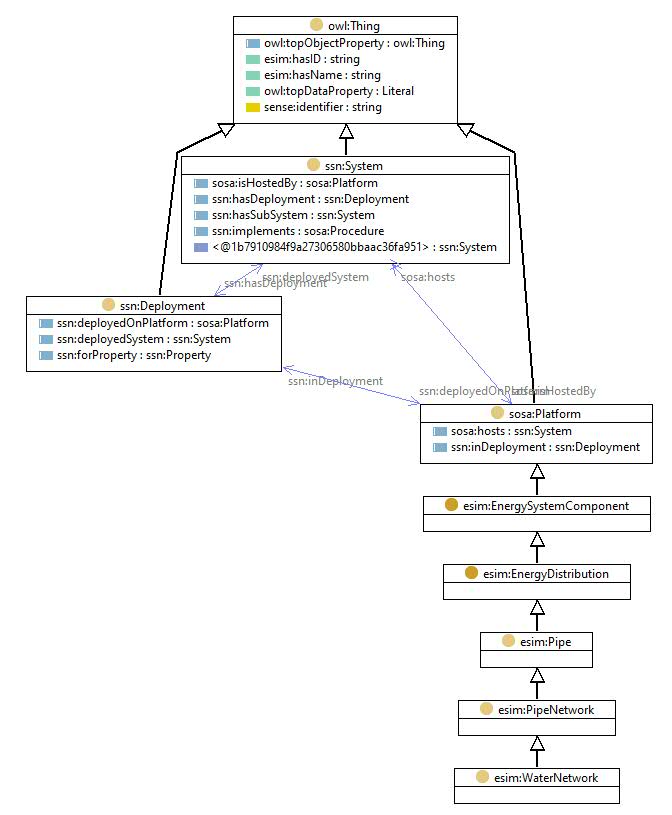 owl:Thing
owl:topObjectProperty : owl:Thing
esim:hasID : string
esim:hasName : string
owl:topDataProperty : Literal
sense:identifier : string
ssn:System
sosa:isHostedBy : sosa:Platform
ssn:hasDeployment : ssn:Deployment
ssn:hasSubSystem : ssn:System
ssn:implements : sosa:Procedure
<@1b7910984f9a27306580bbaac36fa951> : ssn:System
ssn:deployedSystem
sosa:hosts
ssn:hasDeployment
ssn:Deployment
ssn:deployedOnPlatform : sosa:Platform
ssn:deployedSystem : ssn:System
ssn:forProperty : ssn:Property
ssn:inDeployment
ssn:deployedOnPlatform
sosa:isHostedBy
sosa:Platform
sosa:hosts : ssn:System
ssn:inDeployment : ssn:Deployment
esim:EnergySystemComponent
esim:EnergyDistribution
esim:Pipe
esim:PipeNetwork
esim:WaterNetwork